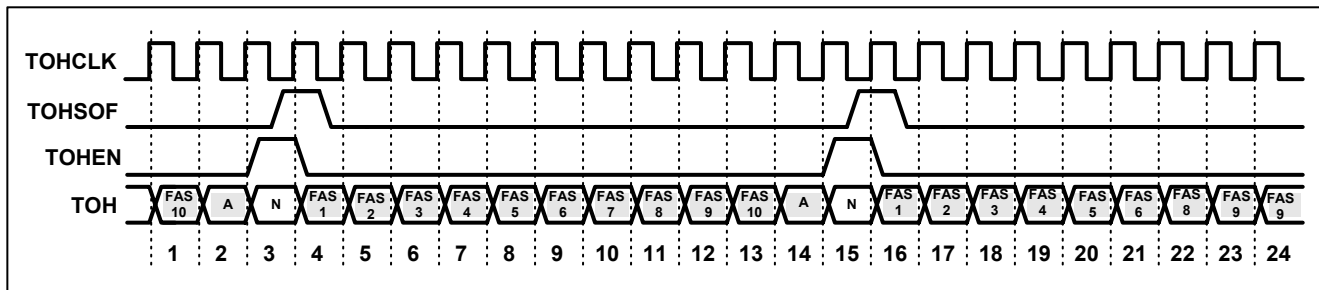 TOHCLK
TOHSOF
TOHEN
TOH FAS 10 A N FAS 1 FAS 2 FAS 3 FAS 4 FAS 5 FAS 6 FAS 7 FAS 8 FAS 9 FAS 10 A N FAS 1 FAS 2 FAS 3 FAS 4 FAS 5 FAS 6 FAS 8 FAS 9 FAS 9
1 2 3 4 5 6 7 8 9 10 11 12 13 14 15 16 17 18 19 20 21 22 23 24